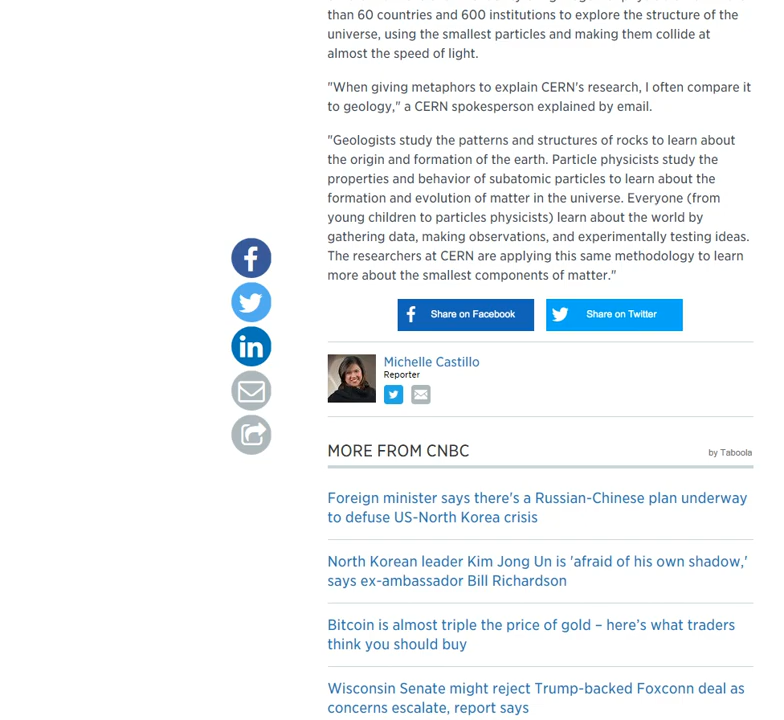 than 60 countries and 600 institutions to explore the structure of the
universe, using the smallest particles and making them collide at
almost the speed of light.
"When giving metaphors to explain CERN's research, I often compare it
to geology," a CERN spokesperson explained by email.
"Geologists study the patterns and structures of rocks to learn about
the origin and formation of the earth. Particle physicists study the
properties and behavior of subatomic particles to learn about the
formation and evolution of matter in the universe. Everyone (from
young children to particles physicists) learn about the world by
gathering data, making observations, and experimentally testing ideas.
The researchers at CERN are applying this same methodology to learn
more about the smallest components of matter."
Share on Facebook
Share on Twitter
Michelle Castillo
Reporter
MORE FROM CNBC
by Taboola
Foreign minister says there's a Russian-Chinese plan underway
to defuse US-North Korea crisis
North Korean leader Kim Jong Un is 'afraid of his own shadow,'
says ex-ambassador Bill Richardson
Bitcoin is almost triple the price of gold – here's what traders
think you should buy
Wisconsin Senate might reject Trump-backed Foxconn deal as
concerns escalate, report says